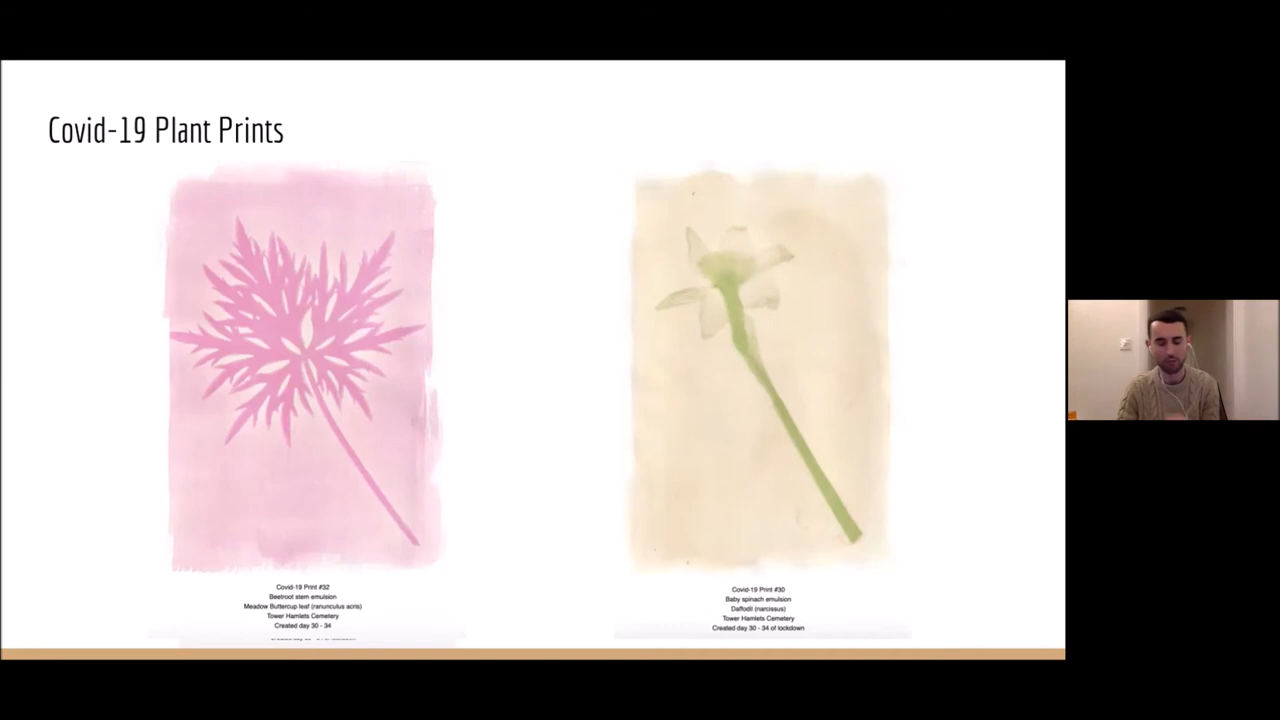 Covid-19 Plant Prints
Covid-19 Print #32
Beetroot stem emulsion
Meadow Buttercup leaf (ranunculus acris)
Tower Hamlets Cemetery
Created day 30 - 34
Covid-19 Print #30
Baby spinach emulsion
Daffodil (narcissus)
Tower Hamlets Cemetery
Created day 30 - 34 of lockdown